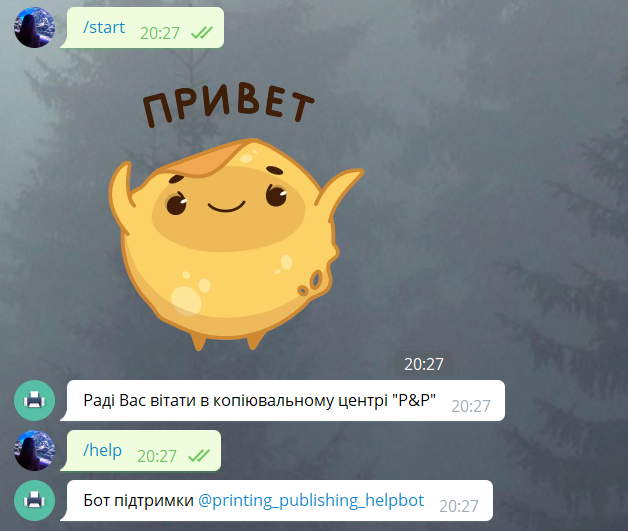 /start 20:27
ПРИВЕТ
20:27
Раді Вас вітати в копіювальному центрі "P&P" 20:27
/help 20:27
Бот підтримки @printing_publishing_helpbot 20:27